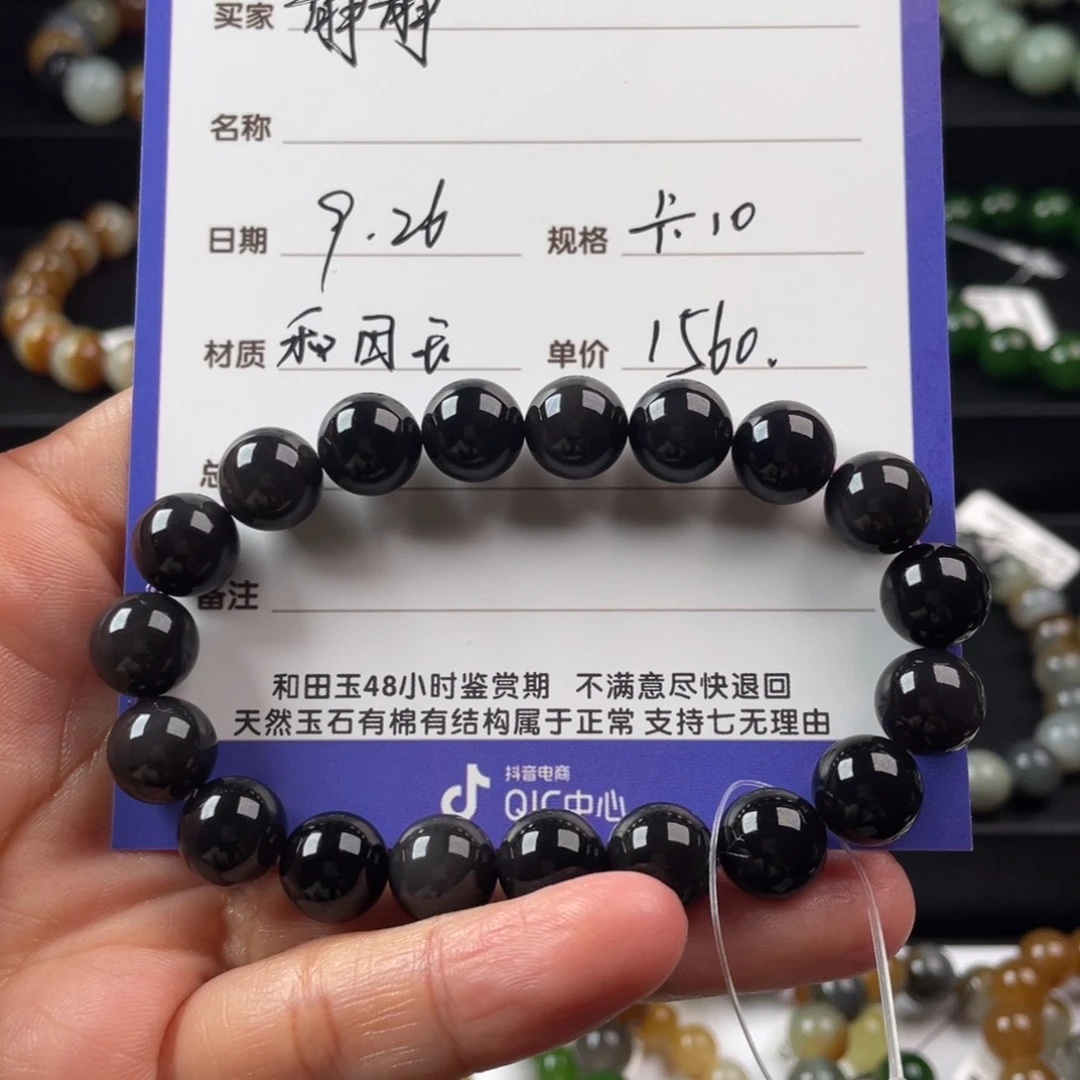 买家 静静
名称
日期 9.26 规格 卡10
材质 和田玉 单价 1560.
总
备注
和田玉48小时鉴赏期 不满意尽快退回
天然玉石有棉有结构属于正常 支持七无理由
抖音电商
QIC中心